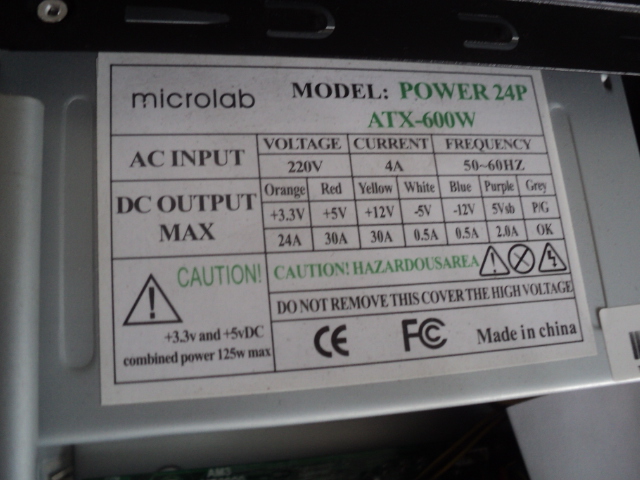 microlab MODEL: POWER 24P
ATX-600W
AC INPUT VOLTAGE CURRENT FREQUENCY
220V 4A 50~60HZ
DC OUTPUT MAX Orange Red Yellow White Blue Purple Grey
+3.3V +5V +12V -5V -12V 5Vsb P/G
24A 30A 30A 0.5A 0.5A 2.0A OK
CAUTION!
+3.3v and +5vDC
combined power 125w max
CAUTION! HAZARDOUSAREA
DO NOT REMOVE THIS COVER THE HIGH VOLTAGE
CE FC Made in china
AM3